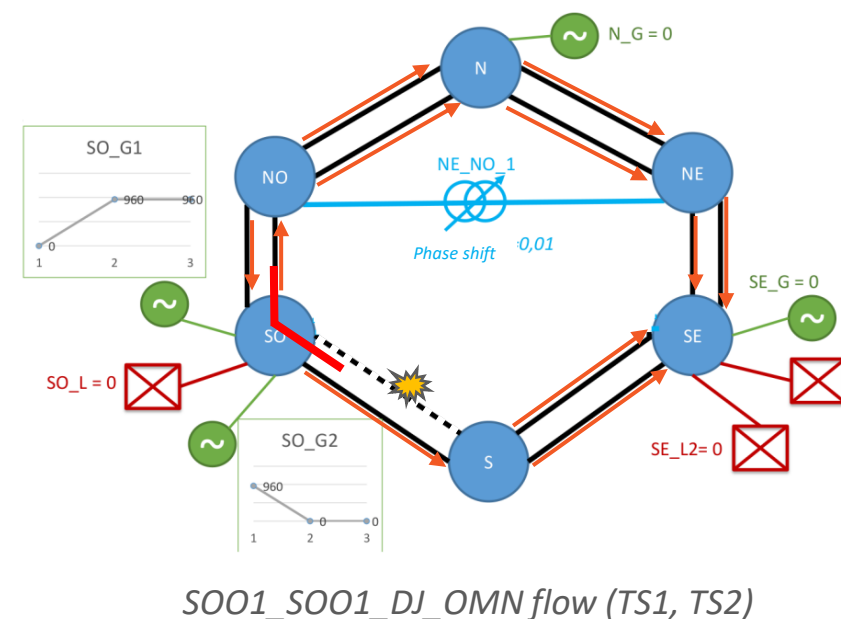 N_G = 0
N
SO_G1
960
960
0
1
2
3
NO
NE_NO_1
NE
Phase shift :0,01
SE_G = 0
SO
SE
SO_L = 0
SO_G2
960
0
0
1
2
3
S
SE_L2= 0
SOO1_SOO1_DJ_OMN flow (TS1, TS2)